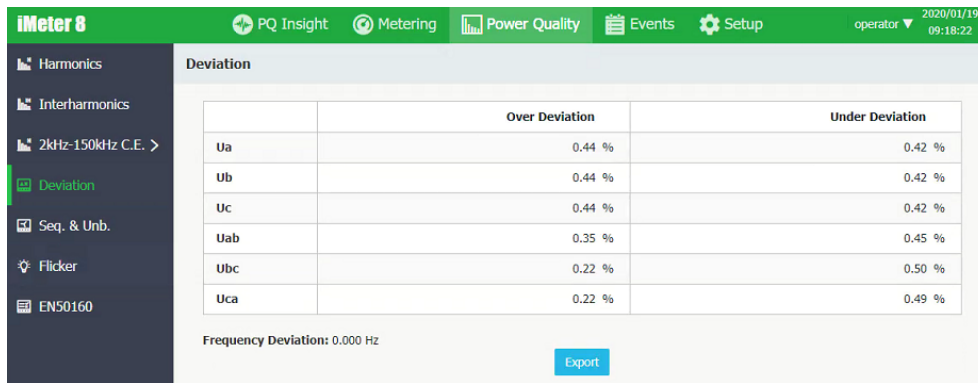 iMeter 8
PQ Insight Metering Power Quality Events Setup operator ▼ 2020/01/19
09:18:22
Harmonics
Interharmonics
2kHz-150kHz C.E. >
Deviation
Seq. & Unb.
Flicker
EN50160
Deviation
Over Deviation Under Deviation
Ua 0.44 % 0.42 %
Ub 0.44 % 0.42 %
Uc 0.44 % 0.42 %
Uab 0.35 % 0.45 %
Ubc 0.22 % 0.50 %
Uca 0.22 % 0.49 %
Frequency Deviation: 0.000 Hz
Export